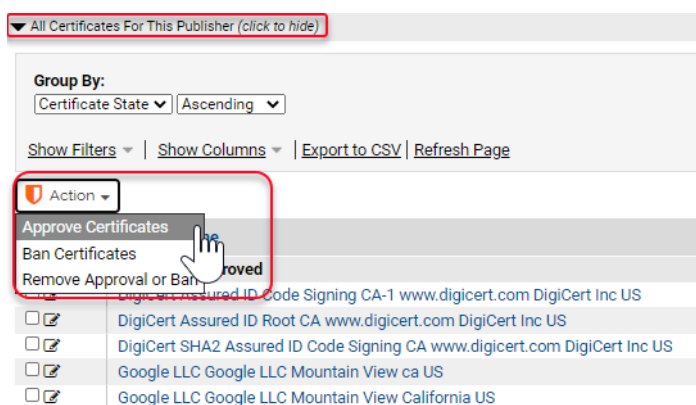 All Certificates For This Publisher (click to hide)
Group By:
Certificate State Ascending
Show Filters | Show Columns | Export to CSV | Refresh Page
Action
Approve Certificates
Ban Certificates
Remove Approval or Ban
DigiCert Assured ID Code Signing CA-1 www.digicert.com DigiCert Inc US
DigiCert Assured ID Root CA www.digicert.com DigiCert Inc US
DigiCert SHA2 Assured ID Code Signing CA www.digicert.com DigiCert Inc US
Google LLC Google LLC Mountain View ca US
Google LLC Google LLC Mountain View California US